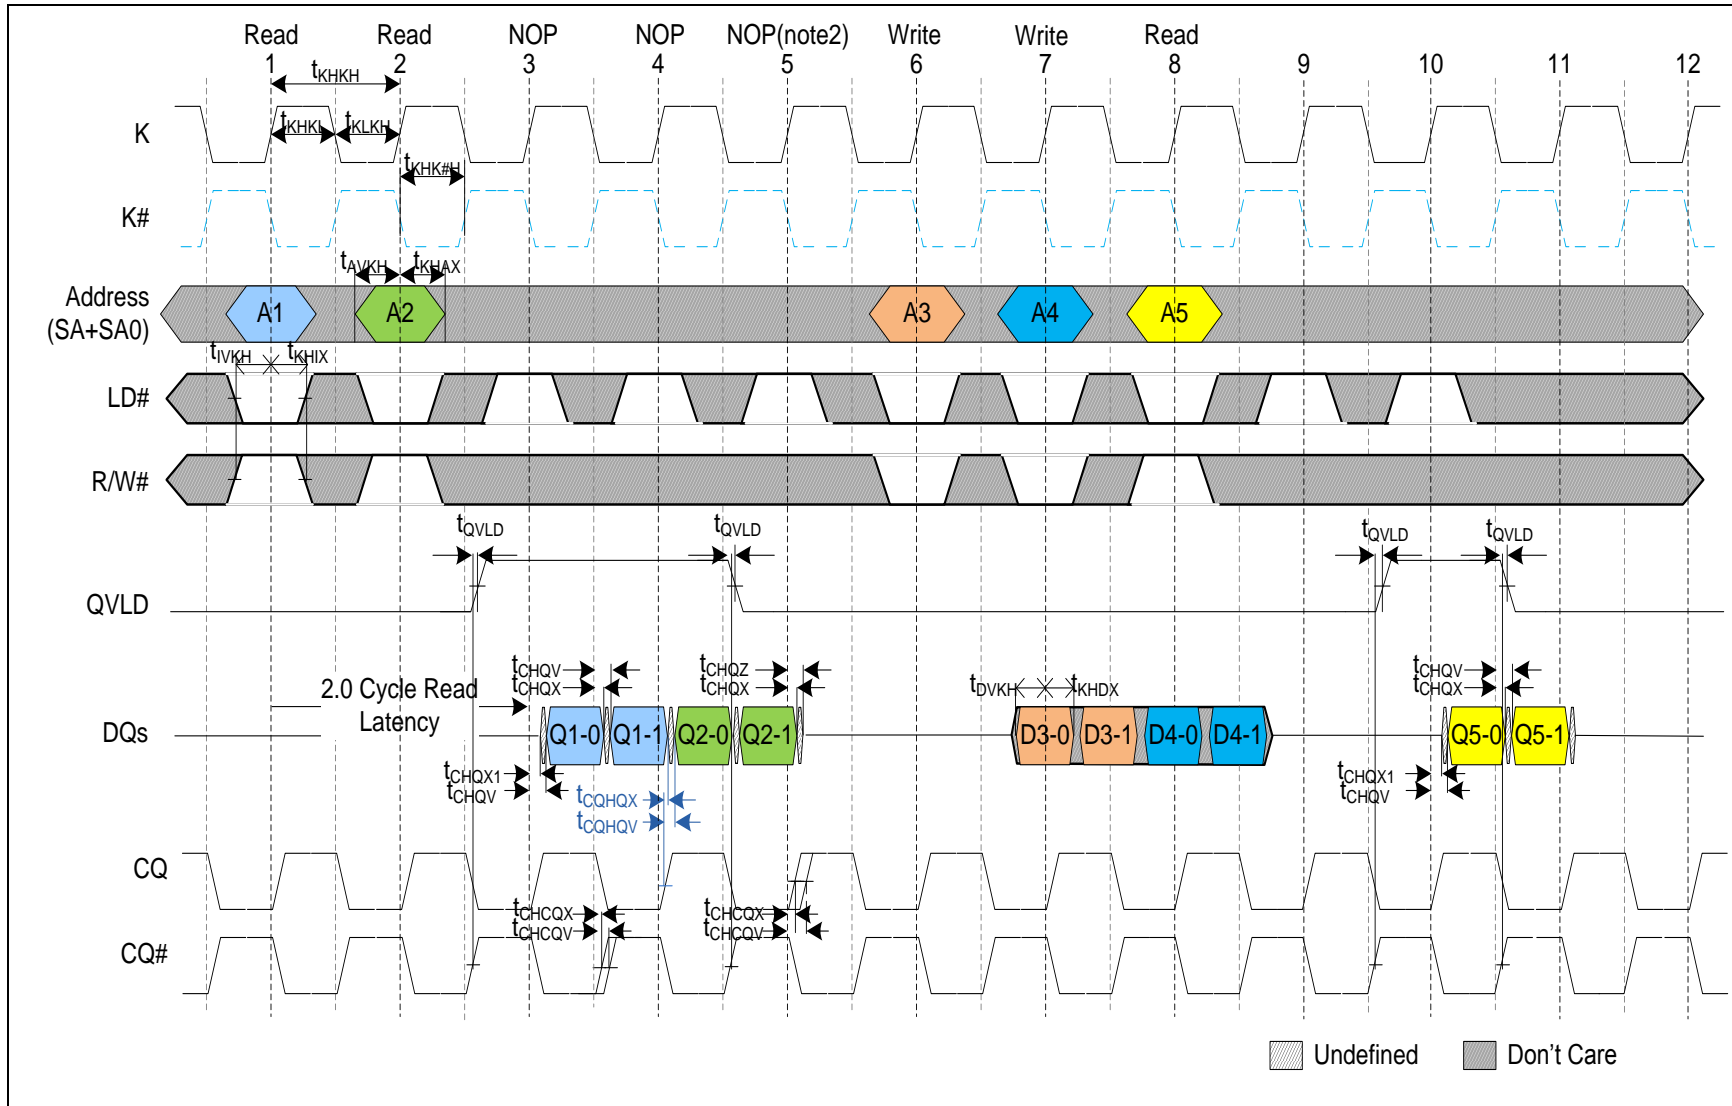 Read Read NOP NOP NOP(note2) Write Write Read
1 2 3 4 5 6 7 8 9 10 11 12
tKHKH
K
tKHKL tKLKH
tKHK#H
K#
tAVKH tKHAX
Address
(SA+SA0)
A1 A2 A3 A4 A5
tIVKH tKHIX
LD#
R/W#
tQVLD tQVLD tQVLD tQVLD
QVLD
tCHQV tCHQZ tCHQV
tCHQX tCHQX tCHQX
2.0 Cycle Read
Latency
tDVKH tKHDX
DQs
Q1-0 Q1-1 Q2-0 Q2-1 D3-0 D3-1 D4-0 D4-1 Q5-0 Q5-1
tCHQX1 tCHQX1
tCHQV tCHQV
tCQHQX
tCQHQV
CQ
tCHCQX tCHCQX
tCHCQV tCHCQV
CQ#
Undefined Don't Care